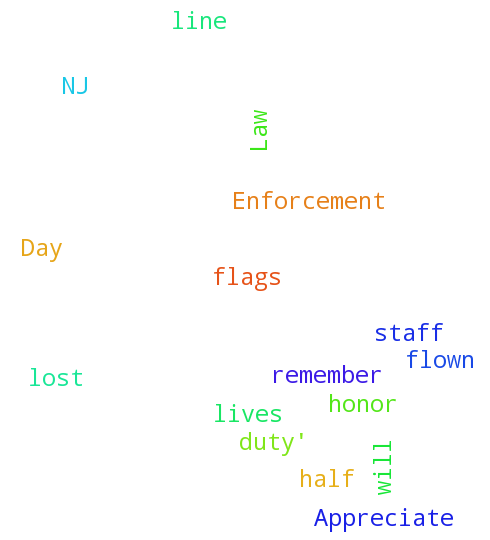 line
NJ
Law
Enforcement
Day
flags
staff
flown
remember
lost
honor
lives
duty'
will
half
Appreciate